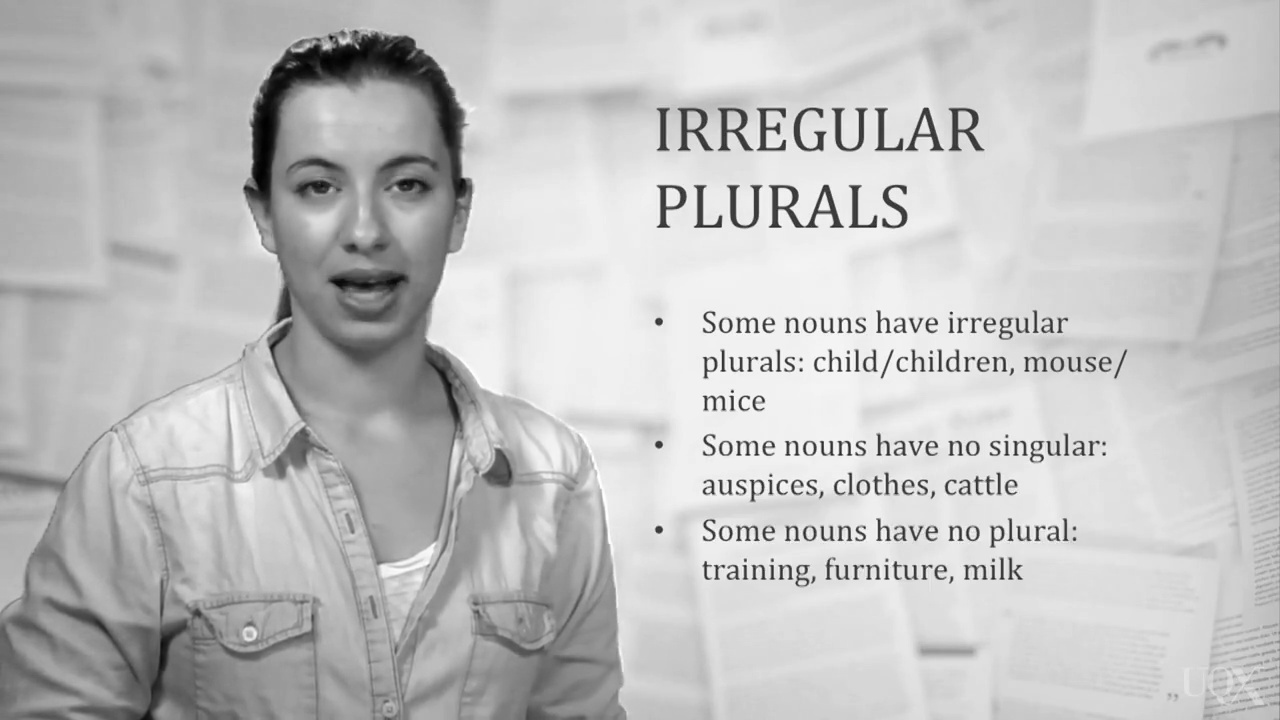 IRREGULAR
PLURALS
• Some nouns have irregular
plurals: child/children, mouse/
mice
• Some nouns have no singular:
auspices, clothes, cattle
• Some nouns have no plural:
training, furniture, milk
UQX